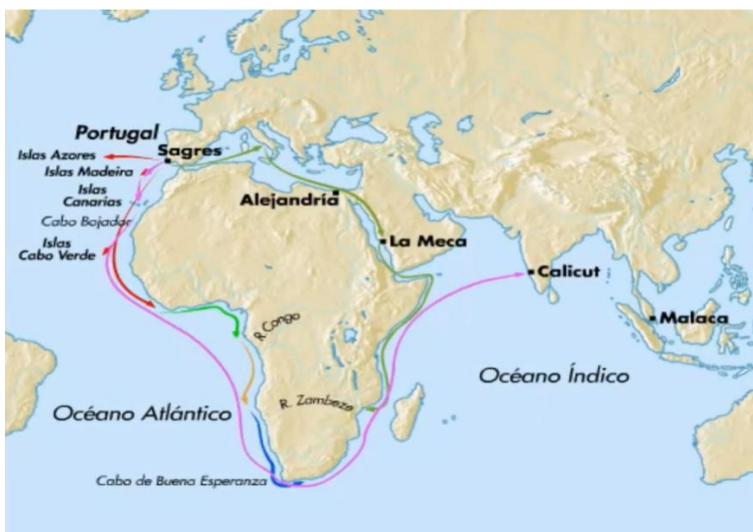 Portugal
Sagres
Islas Azores
Islas Madeira
Islas
Canarias
Cabo Bojador
Islas
Cabo Verde
Alejandría
La Meca
Calicut
Malaca
R. Congo
R. Zambeze
Océano Índico
Océano Atlántico
Cabo de Buena Esperanza